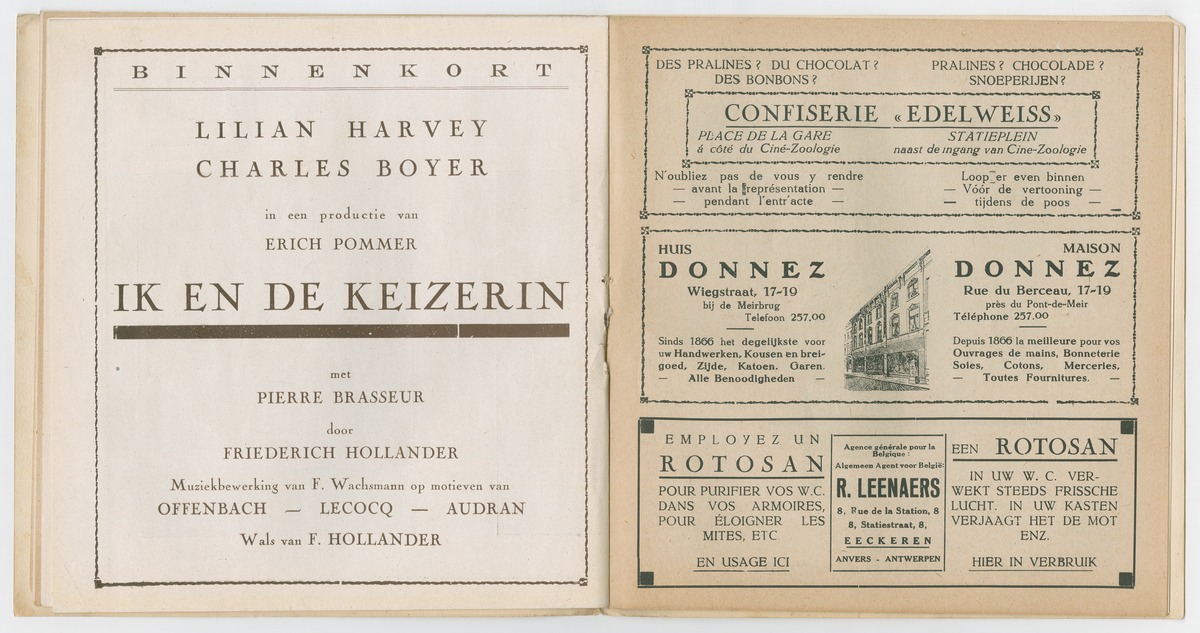 BINNENKORT
LILIAN HARVEY
CHARLES BOYER
in een productie van
ERICH POMMER
IK EN DE KEIZERIN
met
PIERRE BRASSEUR
door
FRIEDERICH HOLLANDER
Muziekbewerking van F. Wachsmann op motieven van
OFFENBACH — LECOCQ — AUDRAN
Wals van F. HOLLANDER
DES PRALINES? DU CHOCOLAT?
DES BONBONS?
PRALINES? CHOCOLADE?
SNOEPERIJEN?
CONFISERIE « EDELWEISS»
PLACE DE LA GARE
á côté du Ciné-Zoologie
STATIEPLEIN
naast de ingang van Cine-Zoologie
N'oubliez pas de vous y rendre
— avant la représentation —
— pendant l'entr'acte —
Loop er even binnen
— Vóór de vertooning —
— tijdens de poos —
HUIS
DONNEZ
Wiegstraat, 17-19
bij de Meirbrug
Telefoon 257.00
Sinds 1866 het degelijkste voor
uw Handwerken, Kousen en brei-
goed, Zijde, Katoen. Garen.
— Alle Benoodigheden —
MAISON
DONNEZ
Rue du Berceau, 17-19
près du Pont-de-Meir
Téléphone 257.00
Depuis 1866 la meilleure pour vos
Ouvrages de mains, Bonneterie
Soies, Cotons, Merceries,
— Toutes Fournitures. —
EMPLOYEZ UN
ROTOSAN
POUR PURIFIER VOS W.C.
DANS VOS ARMOIRES,
POUR ÉLOIGNER LES
MITES, ETC
EN USAGE ICI
Agence générale pour la
Belgique :
Algemeen Agent voor België:
R. LEENAERS
8, Rue de la Station, 8
8, Statiestraat, 8,
EECKEREN
ANVERS - ANTWERPEN
EEN ROTOSAN
IN UW W. C. VER-
WEKT STEEDS FRISSCHE
LUCHT. IN UW KASTEN
VERJAAGT HET DE MOT
ENZ.
HIER IN VERBRUIK